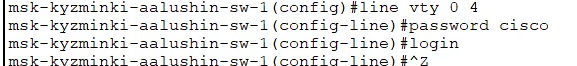 msk-kyzminki-aalushin-sw-1(config)#line vty 0 4
msk-kyzminki-aalushin-sw-1(config-line)#password cisco
msk-kyzminki-aalushin-sw-1(config-line)#login
msk-kyzminki-aalushin-sw-1(config-line)#^Z